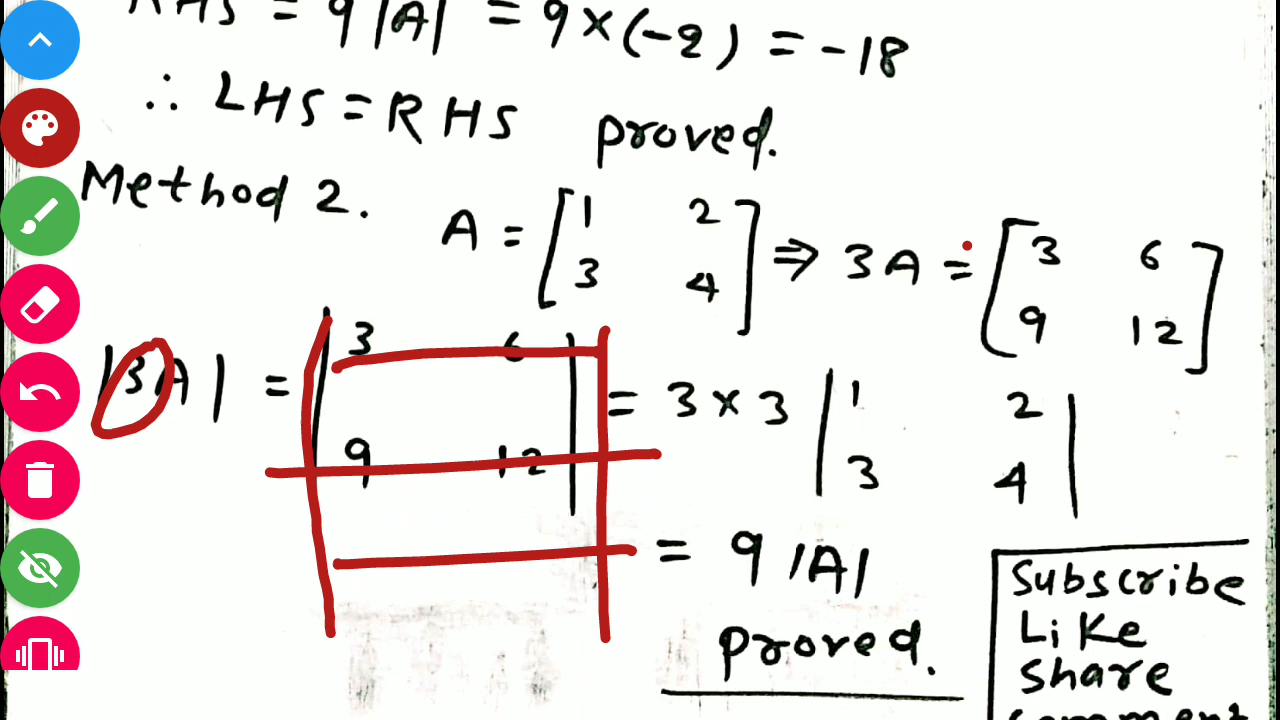 RHS = 9|A| = 9×(-2) = -18
∴ LHS = RHS proved.
Method 2.
A = [1 2
3 4] ⇒ 3A = [3 6
9 12]
|3A| = |3 6
9 12| = 3×3 |1 2
3 4|
= 9|A|
proved.
Subscribe
Like
Share
Comment